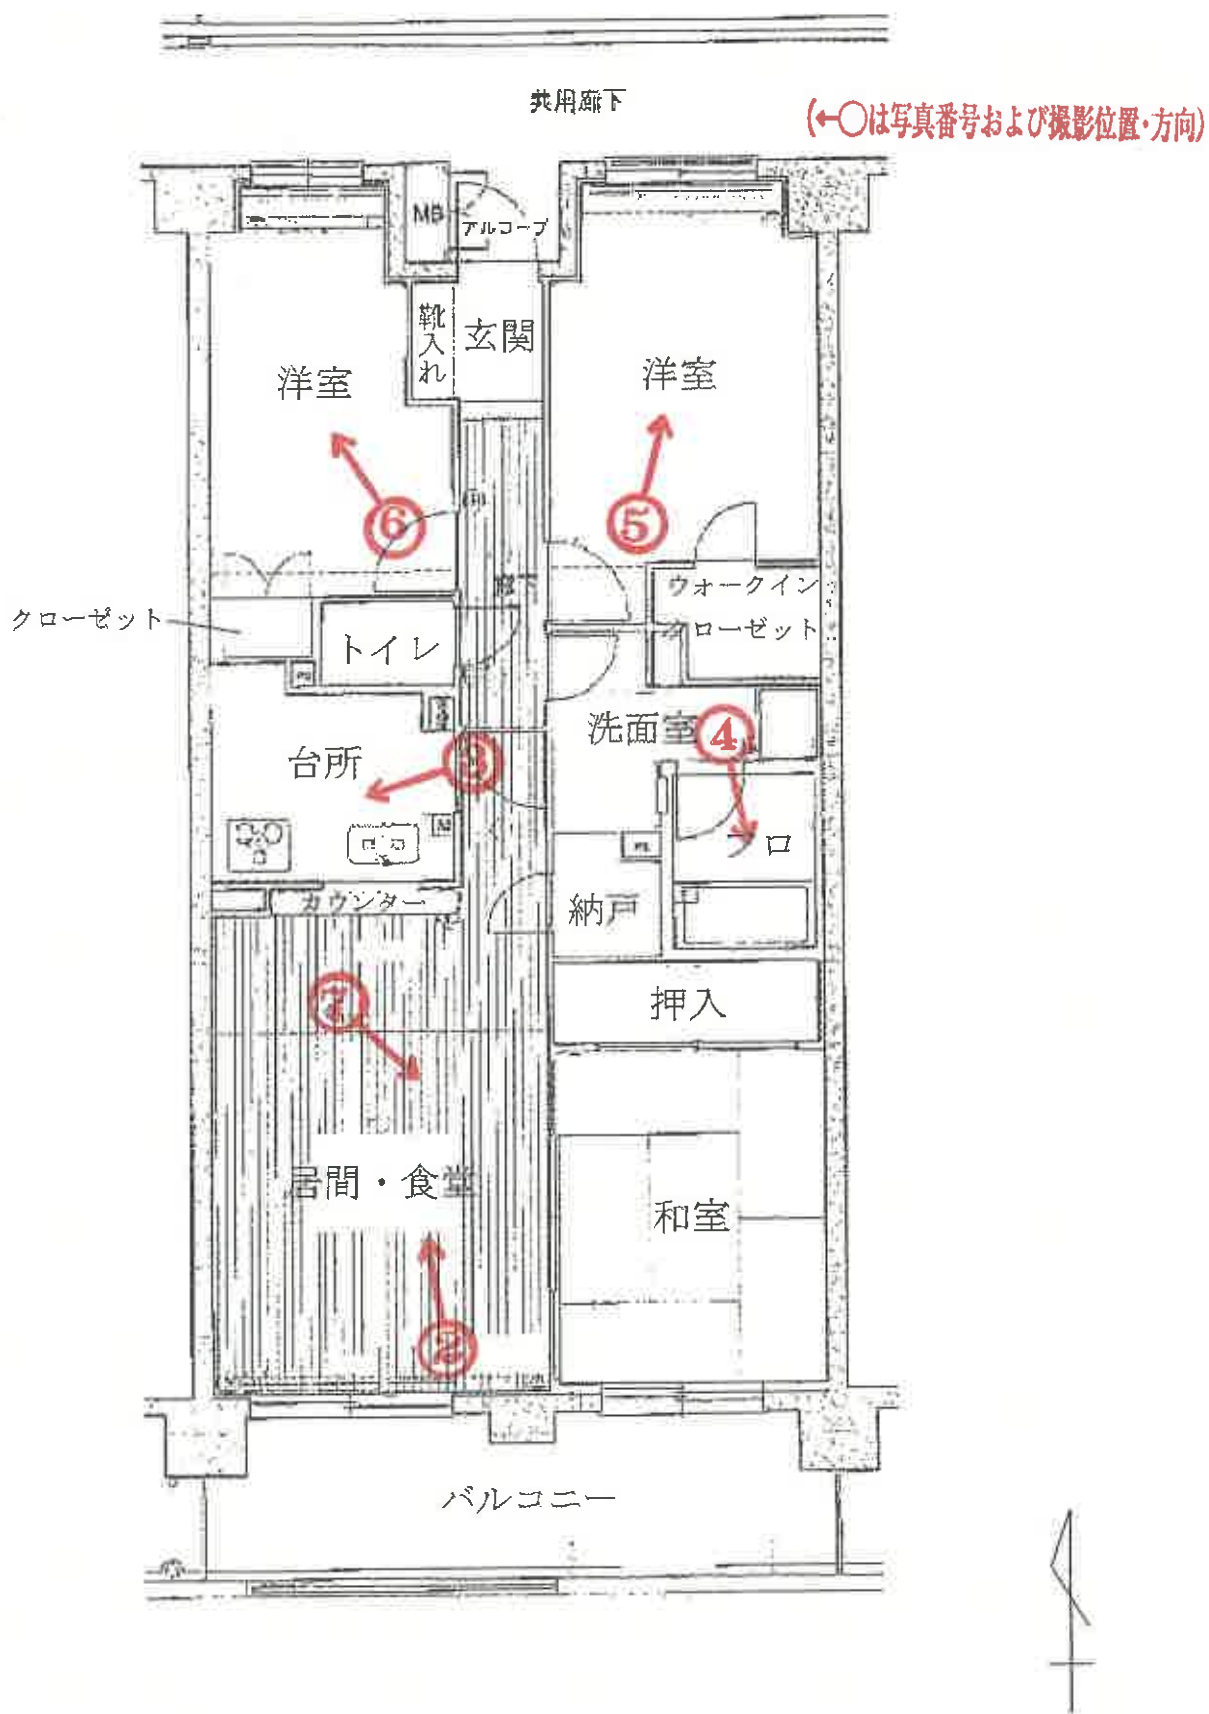 共用廊下
(←○は写真番号および撮影位置・方向)
MB
アルコーブ
靴入れ
玄関
洋室
洋室
⑥
⑤
ウォークイン
クローゼット
クローゼット
トイレ
洗面室
④
台所
③
カウンター
納戸
押入
⑦
居間・食堂
和室
②
バルコニー